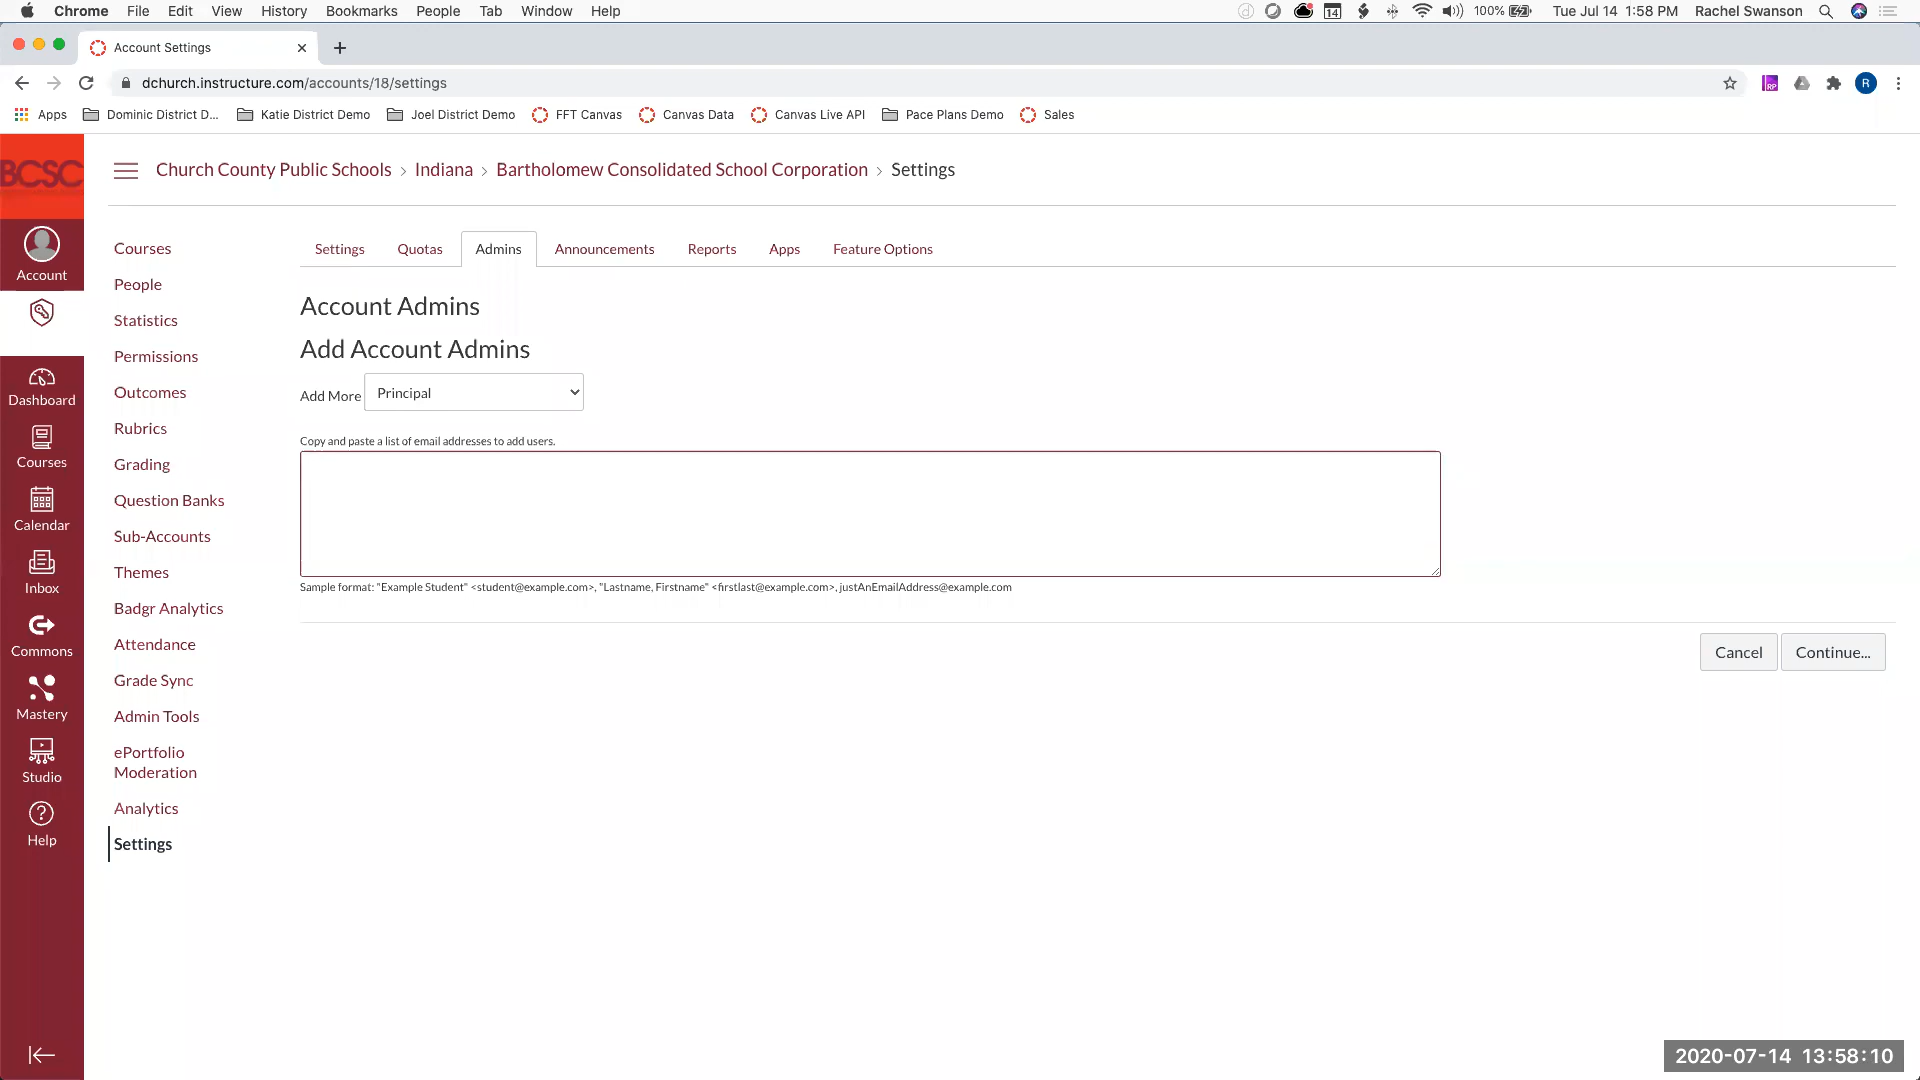 Chrome File Edit View History Bookmarks People Tab Window Help 14 100% Tue Jul 14 1:58 PM Rachel Swanson
Account Settings
dchurch.instructure.com/accounts/18/settings RP R
Apps Dominic District D... Katie District Demo Joel District Demo FFT Canvas Canvas Data Canvas Live API Pace Plans Demo Sales
BCSC
Church County Public Schools > Indiana > Bartholomew Consolidated School Corporation > Settings
Account
Dashboard
Courses
Calendar
Inbox
Commons
Mastery
Studio
Help
Courses
People
Statistics
Permissions
Outcomes
Rubrics
Grading
Question Banks
Sub-Accounts
Themes
Badgr Analytics
Attendance
Grade Sync
Admin Tools
ePortfolio
Moderation
Analytics
Settings
Settings Quotas Admins Announcements Reports Apps Feature Options
Account Admins
Add Account Admins
Add More Principal
Copy and paste a list of email addresses to add users.
Sample format: "Example Student" <student@example.com>, "Lastname, Firstname" <firstlast@example.com>, justAnEmailAddress@example.com
Cancel Continue...
2020-07-14 13:58:10